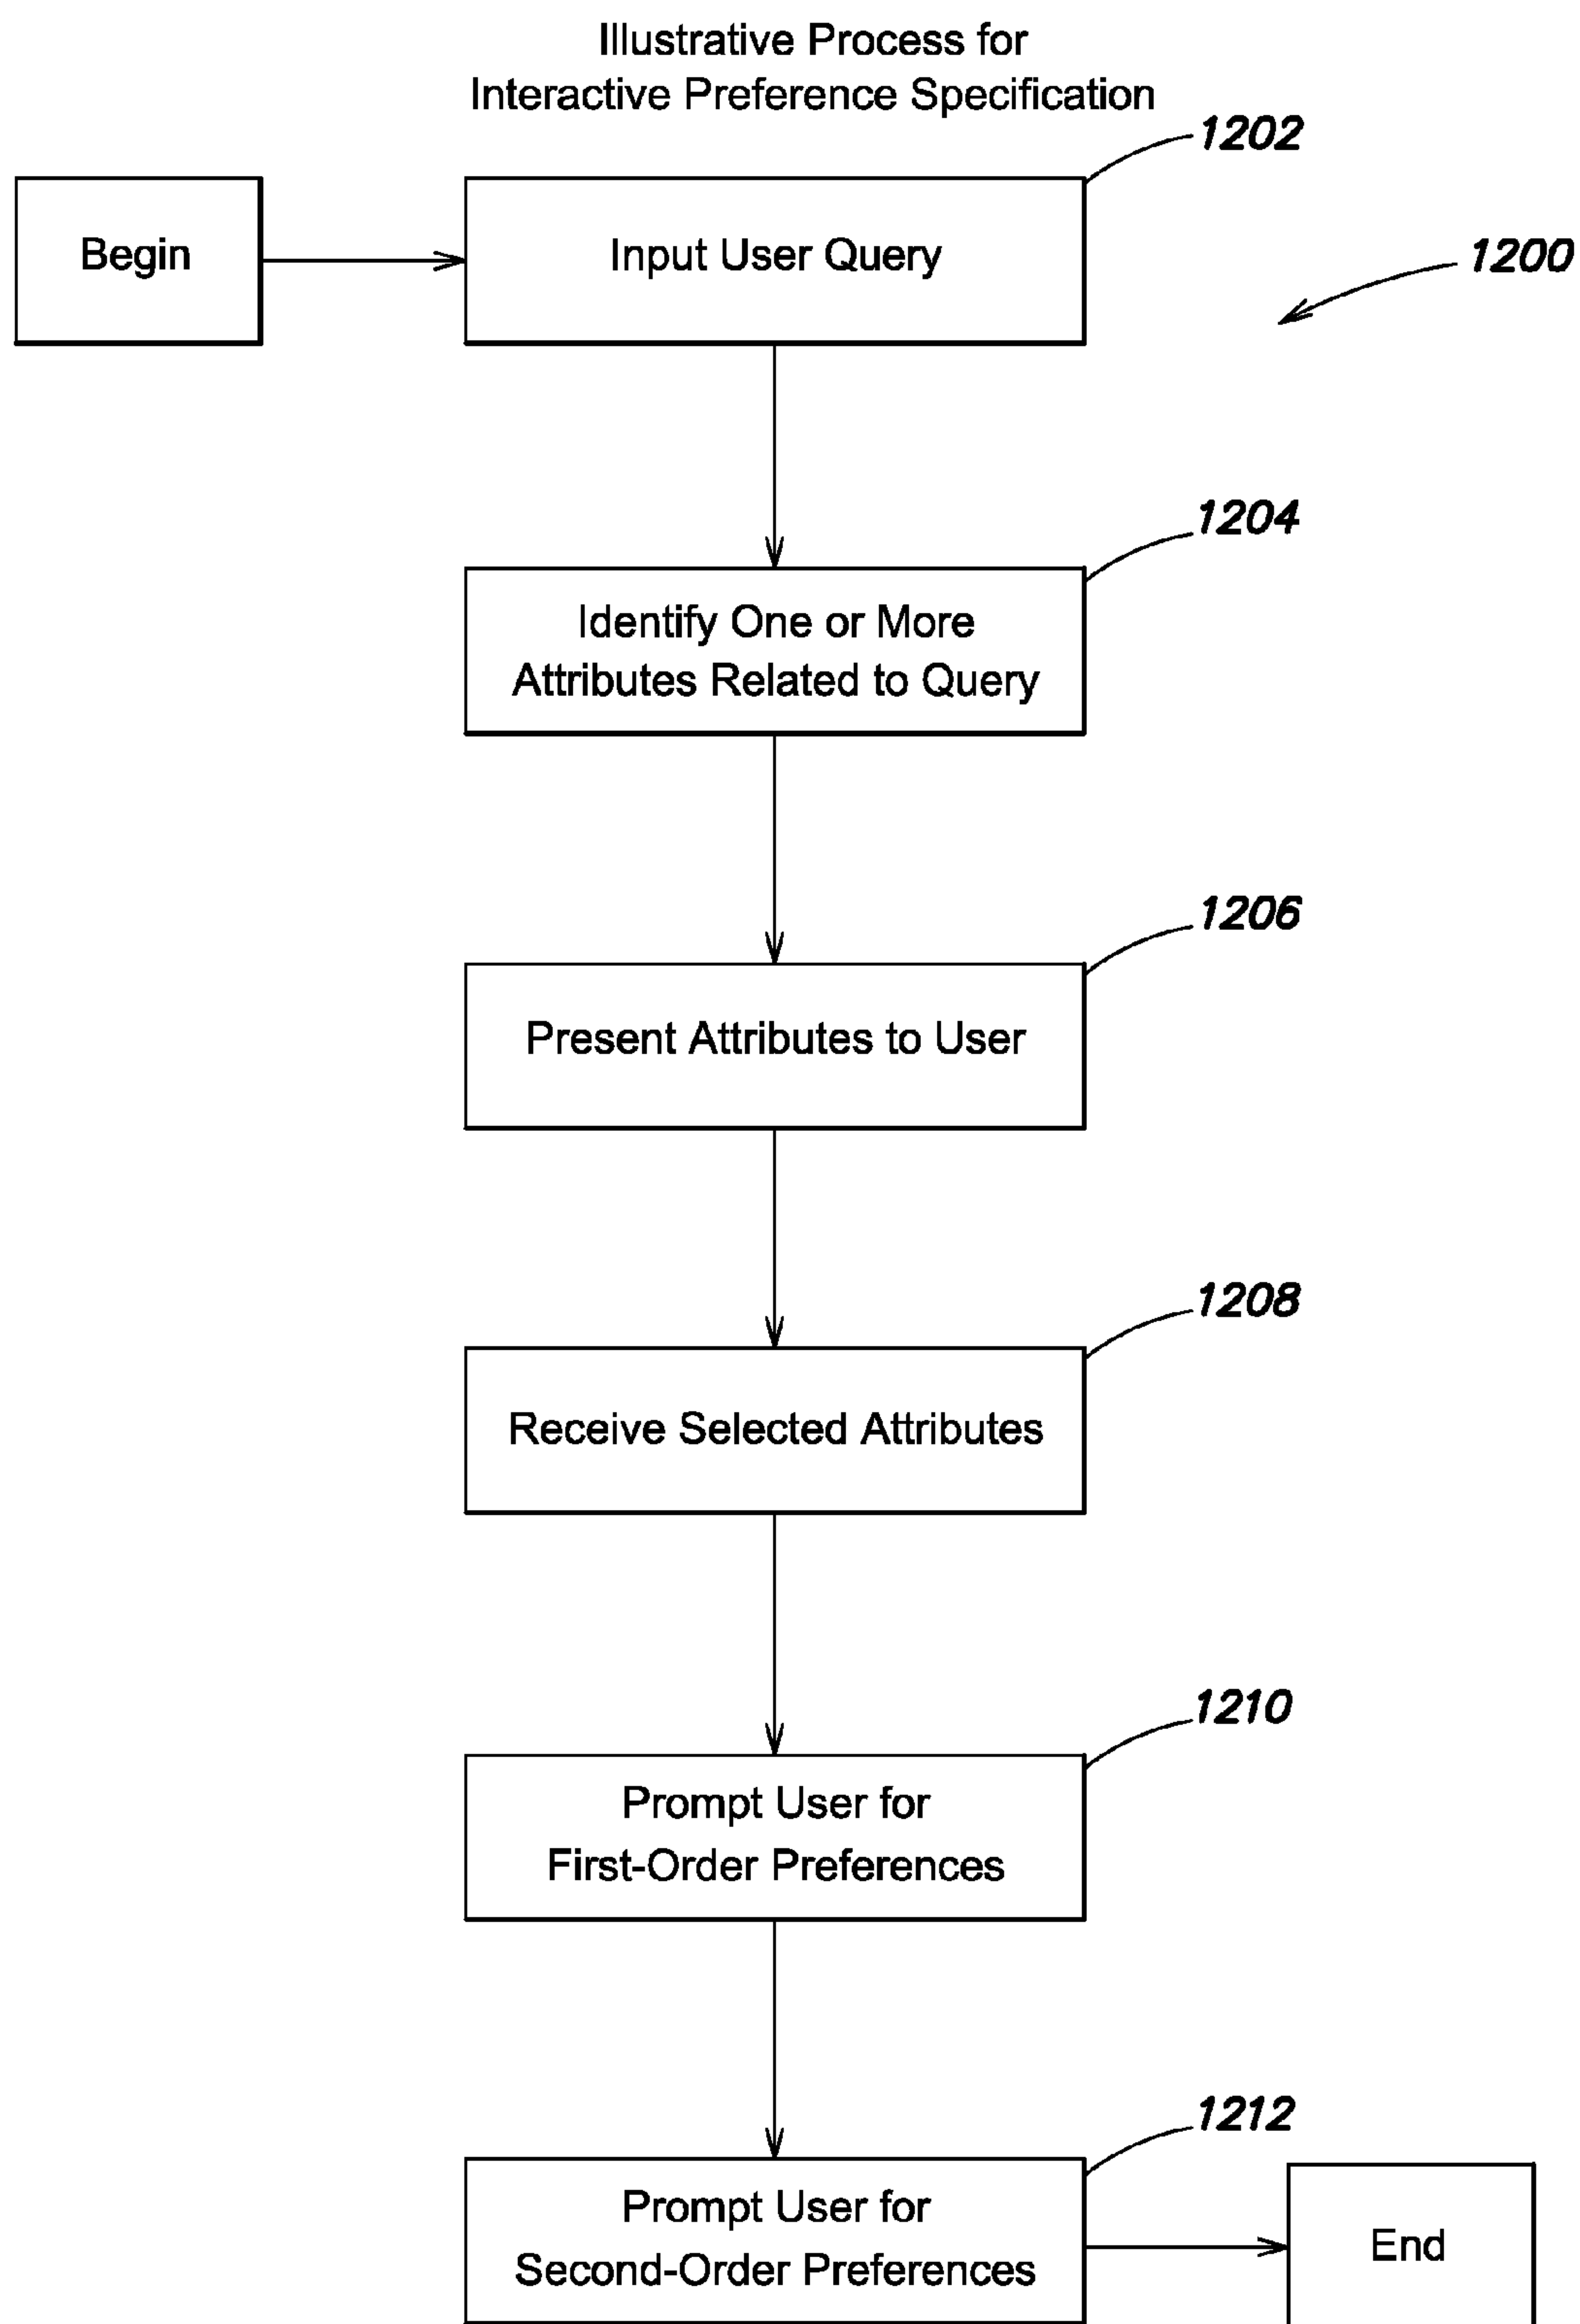 Illustrative Process for
Interactive Preference Specification
1202
Begin
Input User Query
1200
1204
Identify One or More
Attributes Related to Query
1206
Present Attributes to User
1208
Receive Selected Attributes
1210
Prompt User for
First-Order Preferences
1212
Prompt User for
Second-Order Preferences
End